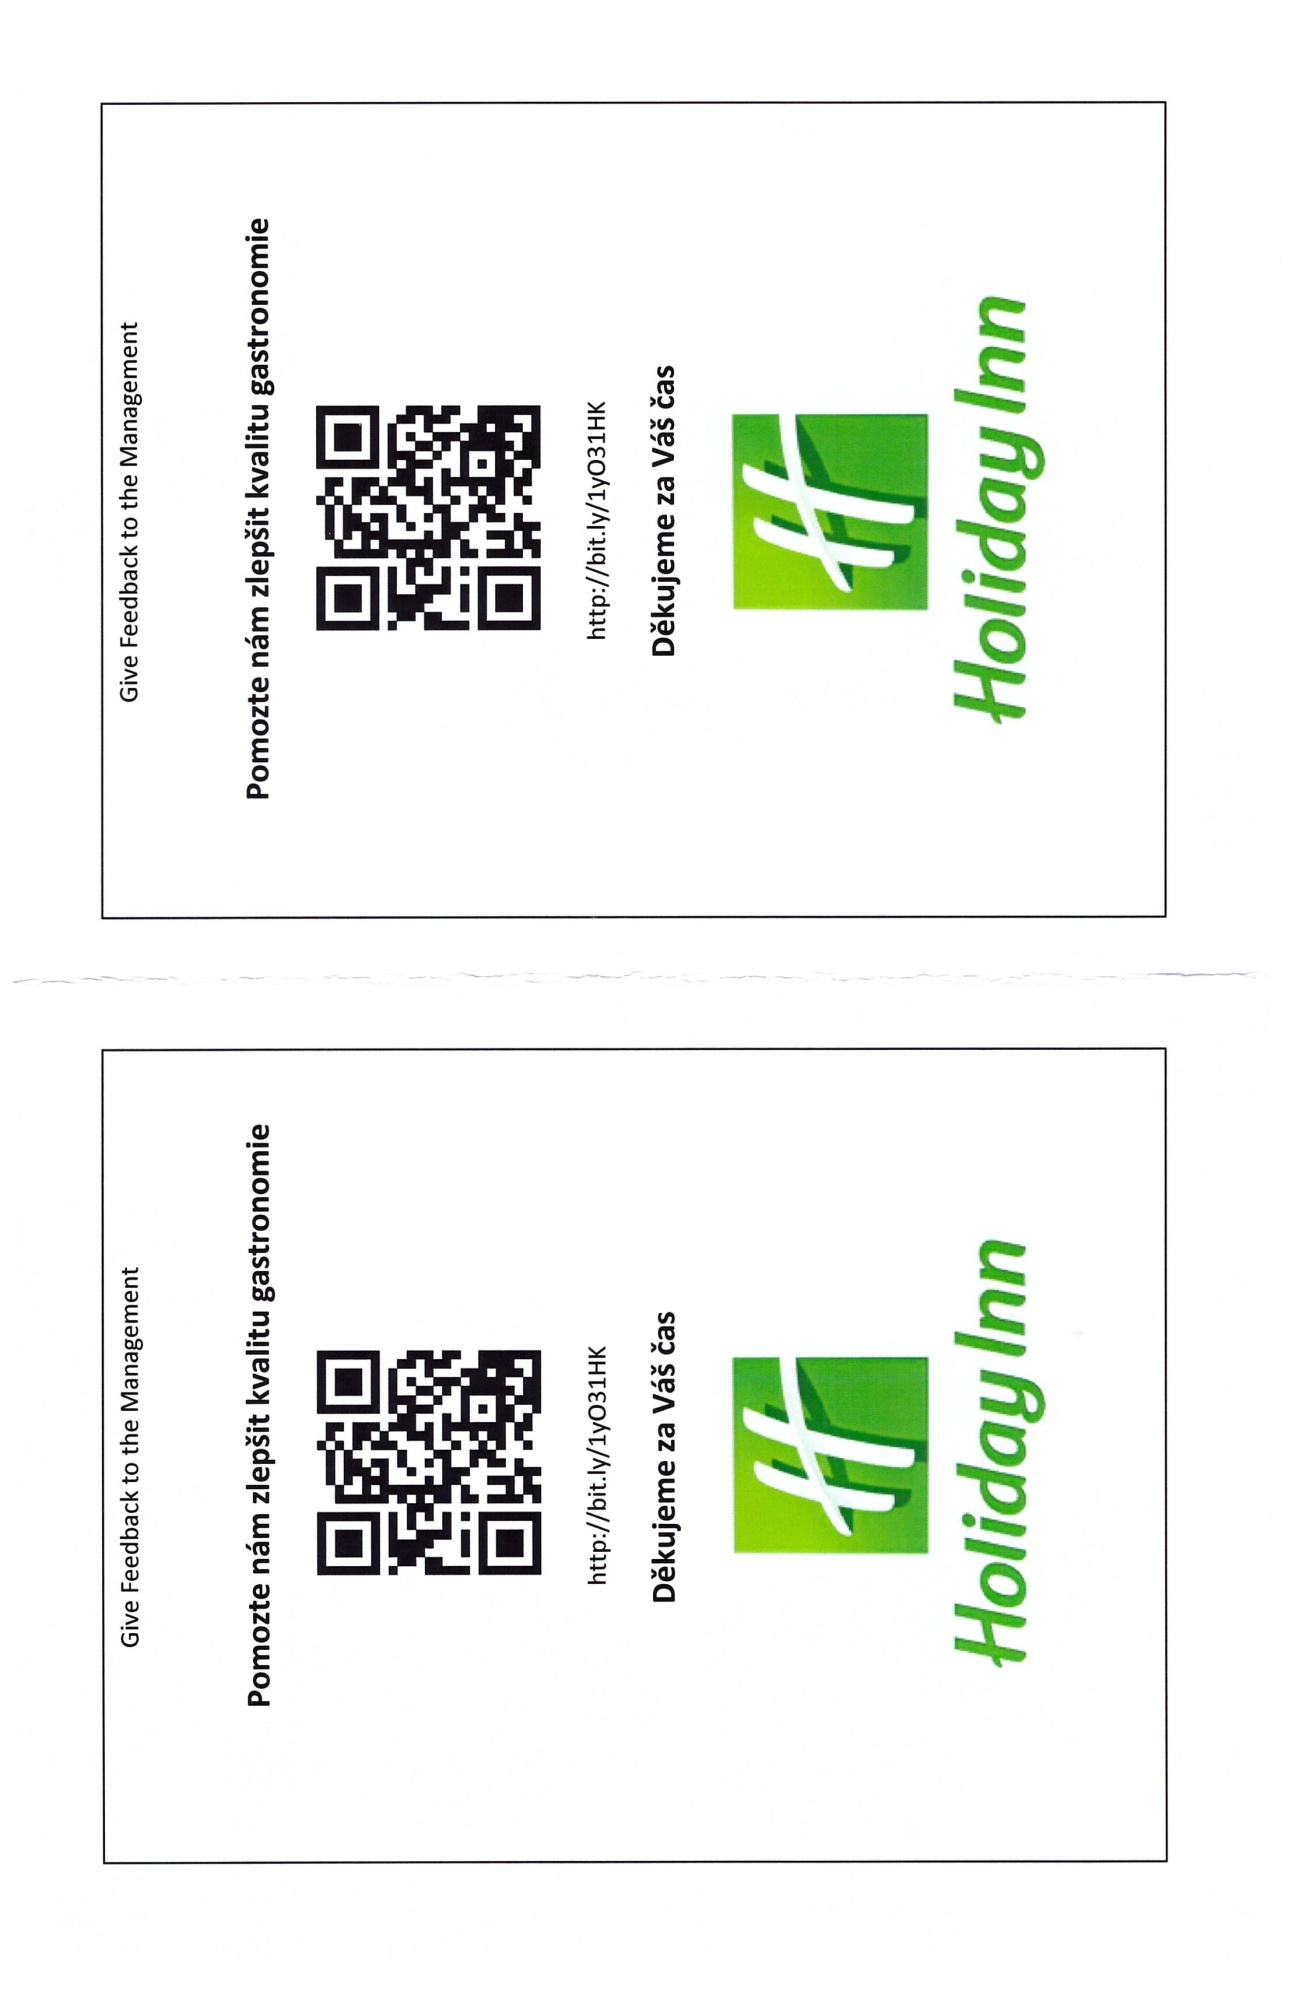 Give Feedback to the Management
Pomozte nám zlepšit kvalitu gastronomie
http://bit.ly/1yO31HK
Děkujeme za Váš čas
Holiday Inn
Give Feedback to the Management
Pomozte nám zlepšit kvalitu gastronomie
http://bit.ly/1yO31HK
Děkujeme za Váš čas
Holiday Inn